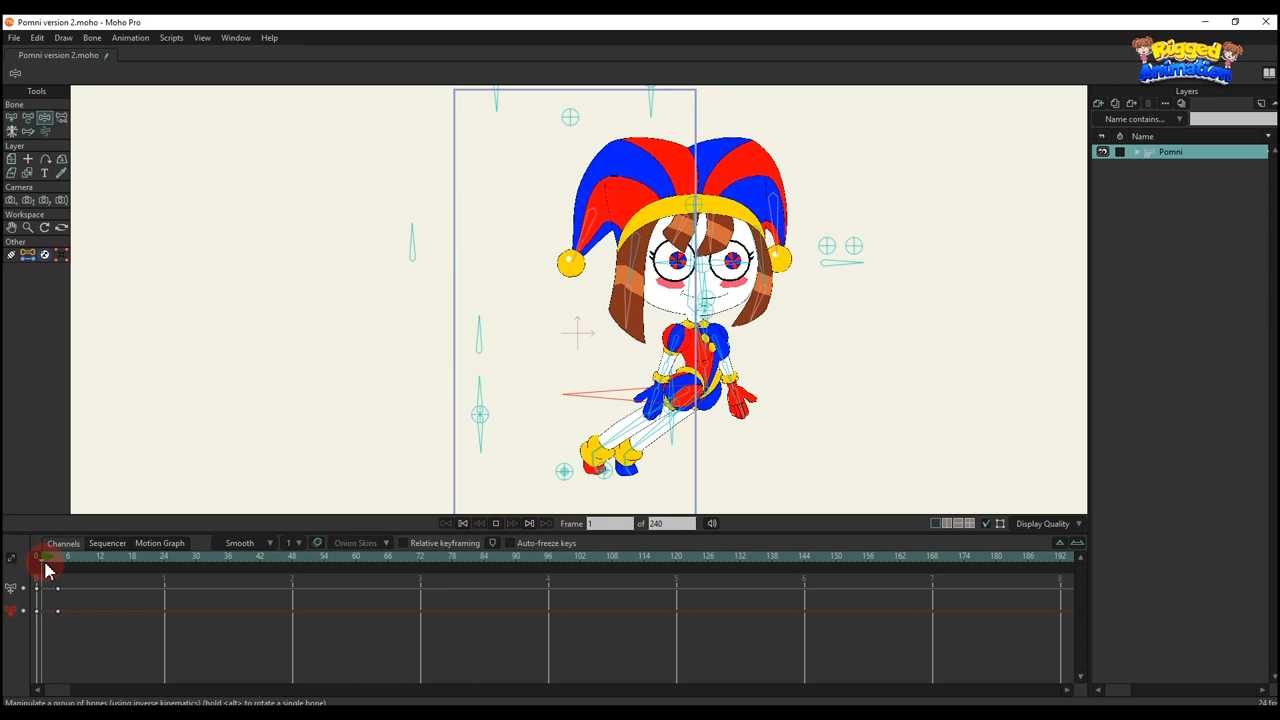 Pomni version 2.moho - Moho Pro
File Edit Draw Bone Animation Scripts View Window Help
Pomni version 2.moho
Rigged
Animation
Tools
Bone
Layer
Camera
Workspace
Other
Layers
Name contains...
Name
Pomni
Frame 1 of 240
Display Quality
Channels Sequencer Motion Graph Smooth 1 Onion Skins Relative keyframing Auto-freeze keys
0 6 12 18 24 30 36 42 48 54 60 66 72 78 84 90 96 102 108 114 120 126 132 138 144 150 156 162 168 174 180 186 192
0 1 2 3 4 5 6 7 8
Manipulate a group of bones (using inverse kinematics) (hold <alt> to rotate a single bone)